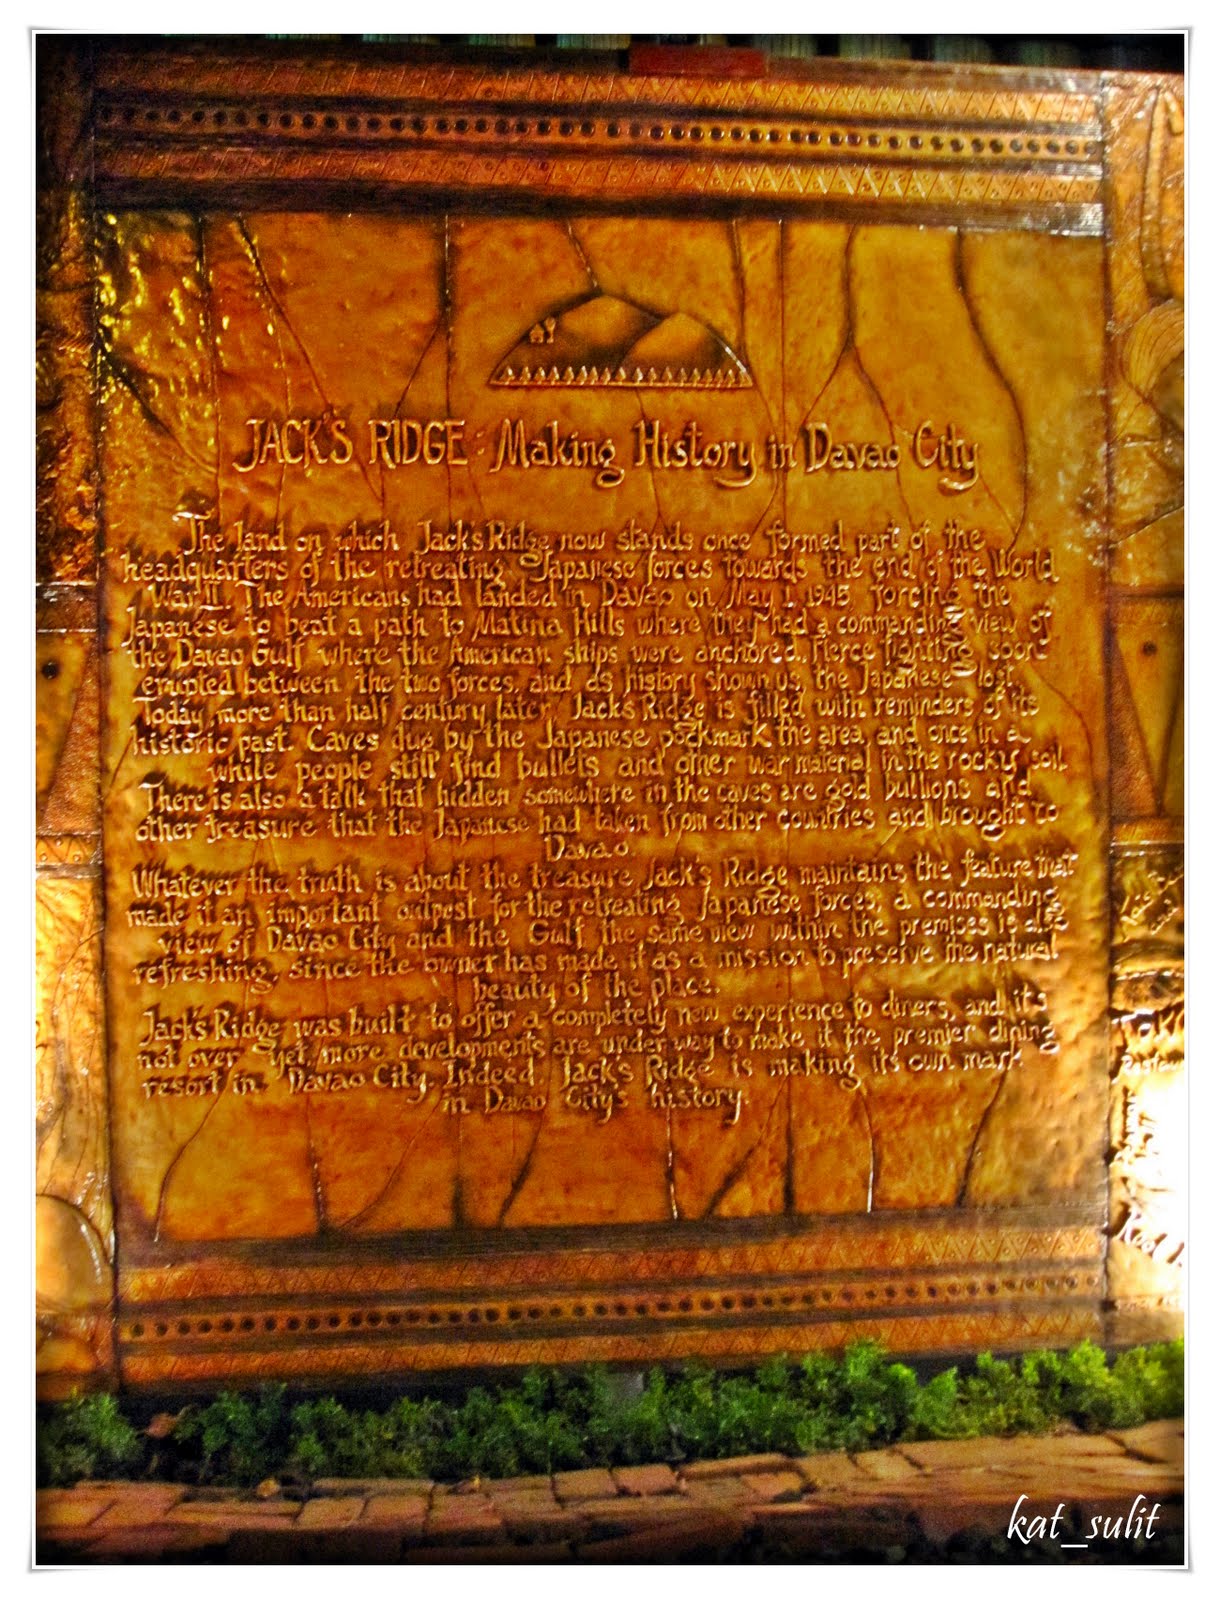 JACK'S RIDGE : Making History in Davao City
The land on which Jack's Ridge now stands once formed part of the
headquarters of the retreating Japanese forces towards the end of the World
War II. The Americans had landed in Davao on May 1, 1945, forcing the
Japanese to beat a path to Matina Hills where they had a commanding view of
the Davao Gulf where the American ships were anchored. Fierce fighting soon
erupted between the two forces, and as history shown us, the Japanese lost.
Today, more than half century later, Jack's Ridge is filled with reminders of its
historic past. Caves dug by the Japanese pockmark the area, and once in a
while people still find bullets and other war material in the rocky soil.
There is also a talk that hidden somewhere in the caves are gold bullions and
other treasure that the Japanese had taken from other countries and brought to
Davao.
Whatever the truth is about the treasure, Jack's Ridge maintains the feature that
made it an important outpost for the retreating Japanese forces; a commanding
view of Davao City and the Gulf. the same view within the premises is also
refreshing, since the owner has made it as a mission to preserve the natural
beauty of the place.
Jack's Ridge was built to offer a completely new experience to diners, and it's
not over yet, more developments are under way to make it the premier dining
resort in Davao City. Indeed, Jack's Ridge is making its own mark
in Davao City's history.
kat_sulit